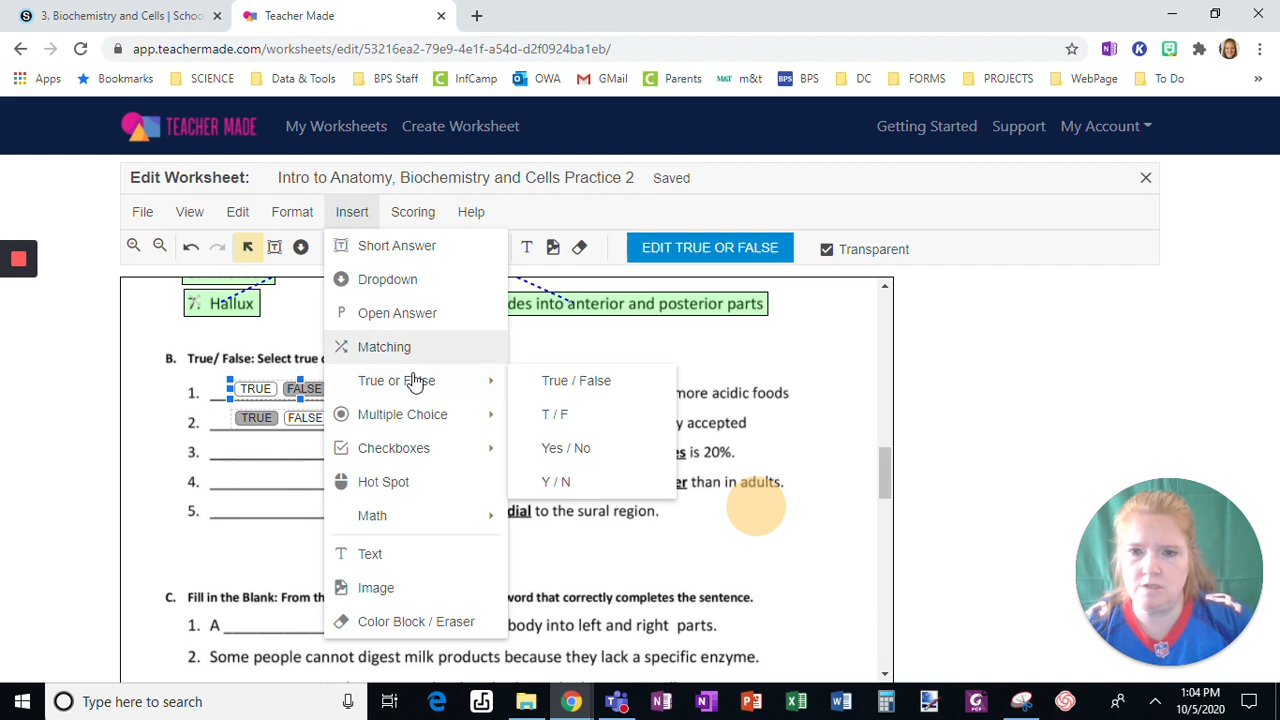 3. Biochemistry and Cells | Schoo
Teacher Made
app.teachermade.com/worksheets/edit/53216ea2-79e9-4e1f-a54d-d2f0924ba1eb/
Apps Bookmarks SCIENCE Data & Tools BPS Staff InfCamp OWA GMail Parents M&T m&t BPS BPS DC FORMS PROJECTS WebPage To Do »
TEACHER MADE My Worksheets Create Worksheet Getting Started Support My Account
Edit Worksheet: Intro to Anatomy, Biochemistry and Cells Practice 2 Saved
File View Edit Format Insert Scoring Help
EDIT TRUE OR FALSE Transparent
Short Answer
Dropdown
Open Answer
Matching
True or False
Multiple Choice
Checkboxes
Hot Spot
Math
Text
Image
Color Block / Eraser
True / False
T / F
Yes / No
Y / N
7. Hallux des into anterior and posterior parts
B. True/ False: Select true o
1. TRUE FALSE more acidic foods
2. TRUE FALSE y accepted
3. es is 20%.
4. er than in adults.
5. dial to the sural region.
C. Fill in the Blank: From th word that correctly completes the sentence.
1. A body into left and right parts.
2. Some people cannot digest milk products because they lack a specific enzyme.
Type here to search
1:04 PM
10/5/2020